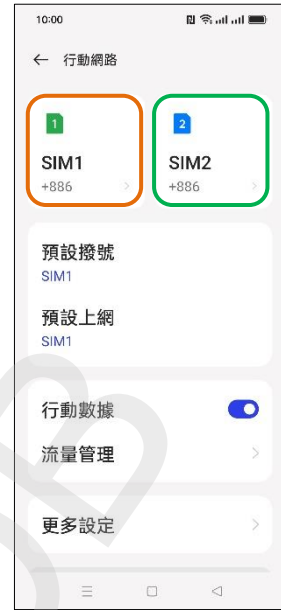 10:00
← 行動網路
1
2
SIM1
SIM2
+886
+886
預設撥號
SIM1
預設上網
SIM1
行動數據
流量管理
更多設定